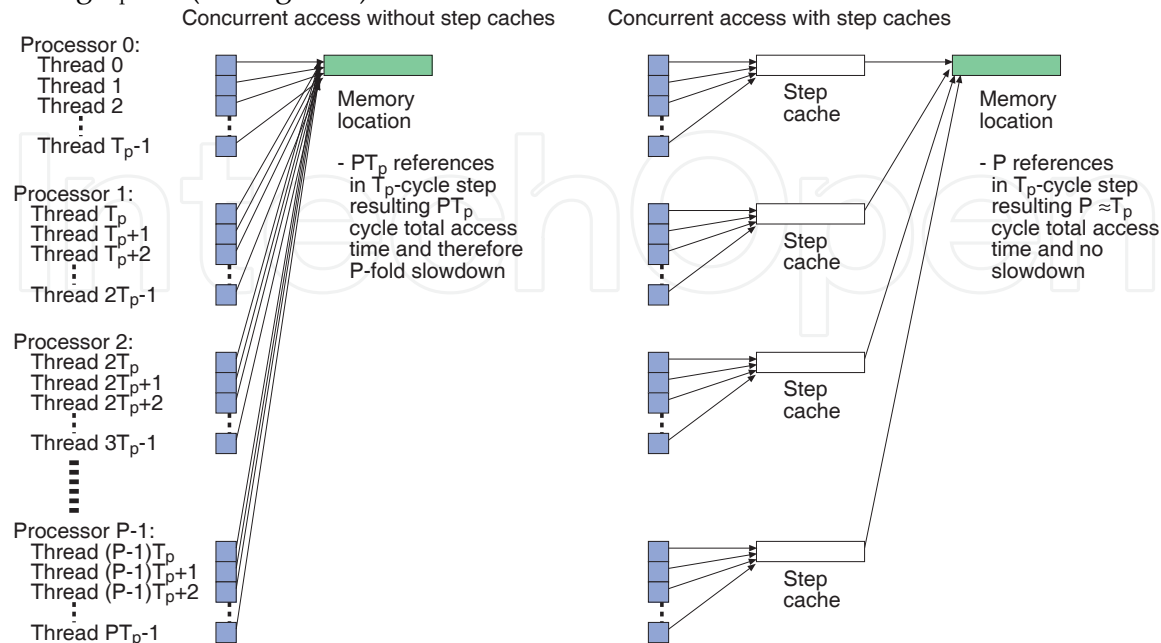 Concurrent access without step caches
Processor 0:
Thread 0
Thread 1
Thread 2
Thread Tp-1
Processor 1:
Thread Tp
Thread Tp+1
Thread Tp+2
Thread 2Tp-1
Processor 2:
Thread 2Tp
Thread 2Tp+1
Thread 2Tp+2
Thread 3Tp-1
Processor P-1:
Thread (P-1)Tp
Thread (P-1)Tp+1
Thread (P-1)Tp+2
Thread PTp-1
Memory
location
- PTp references
in Tp-cycle step
resulting PTp
cycle total access
time and therefore
P-fold slowdown
Concurrent access with step caches
Step
cache
Step
cache
Step
cache
Step
cache
Memory
location
- P references
in Tp-cycle step
resulting P ≈Tp
cycle total access
time and no
slowdown
IntechOpen